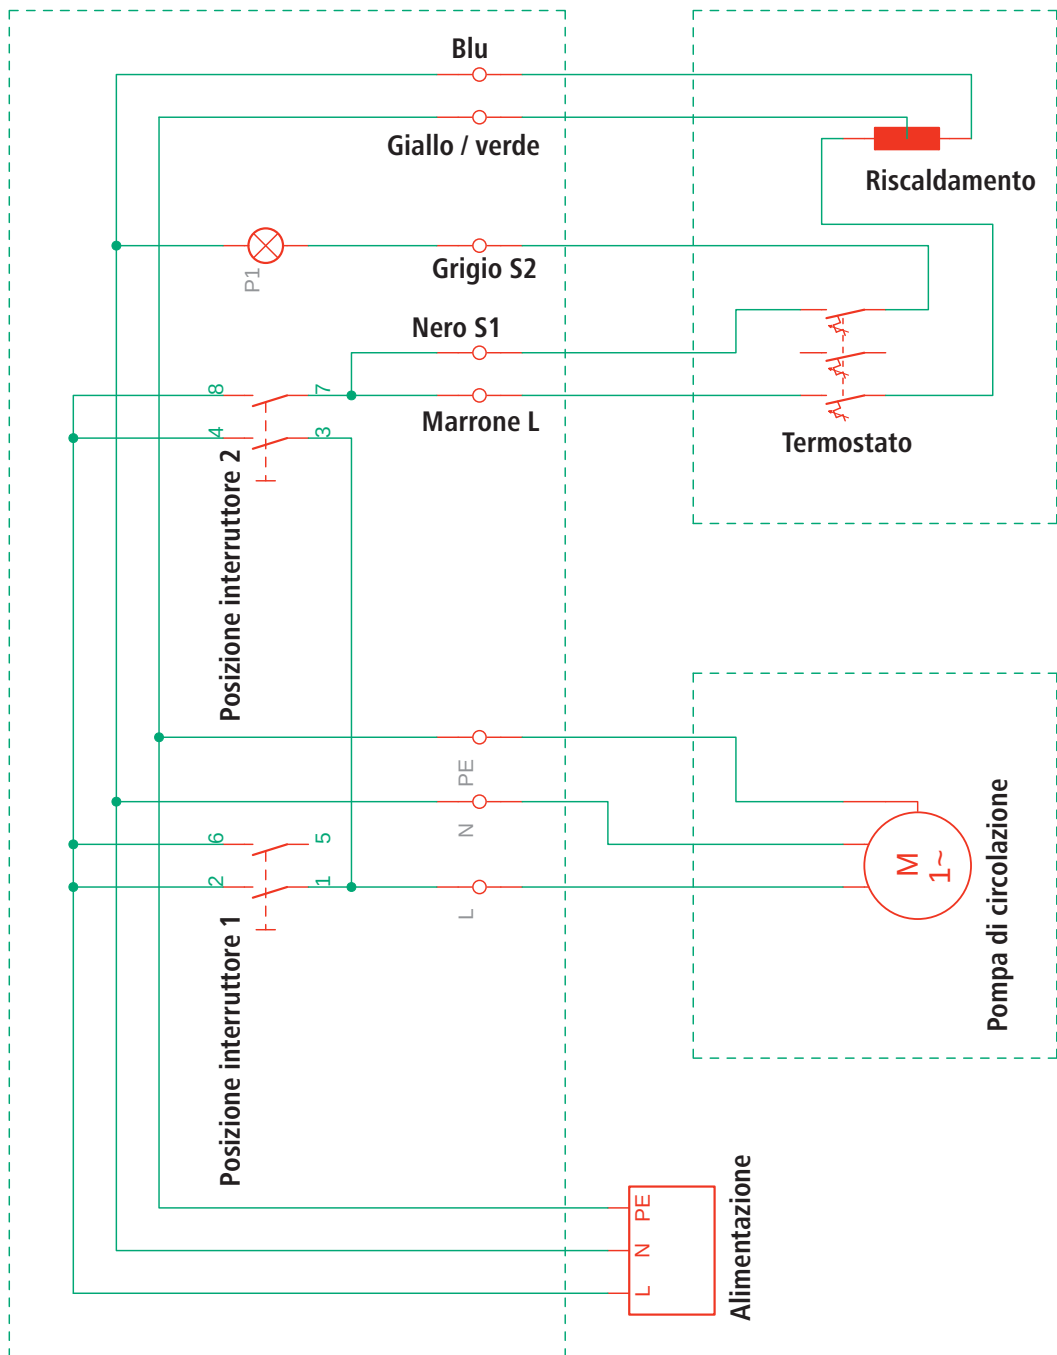 Blu
Giallo / verde
Riscaldamento
P1
Grigio S2
Nero S1
8
7
Marrone L
4
3
Termostato
Posizione interruttore 2
PE
N
6
5
2
1
L
M
1~
Pompa di circolazione
Posizione interruttore 1
PE
N
L
Alimentazione